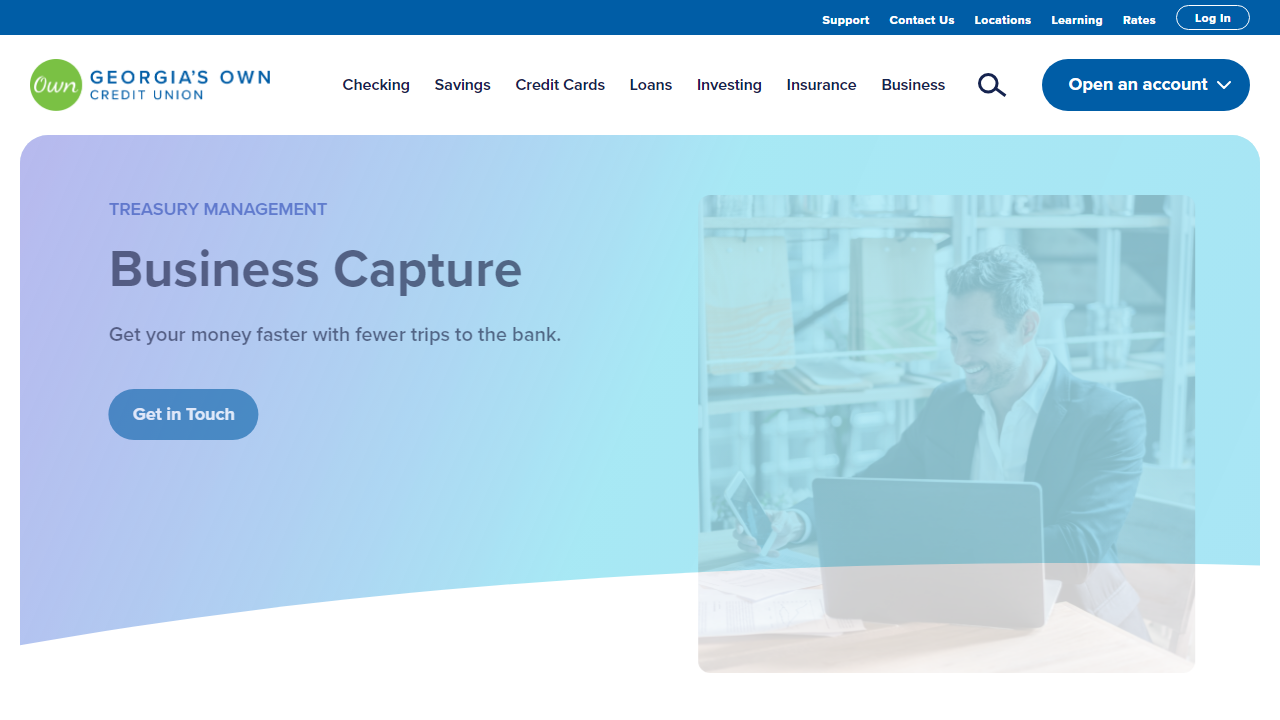 Support Contact Us Locations Learning Rates Log In
Own GEORGIA'S OWN
CREDIT UNION
Checking Savings Credit Cards Loans Investing Insurance Business Open an account
TREASURY MANAGEMENT
Business Capture
Get your money faster with fewer trips to the bank.
Get in Touch